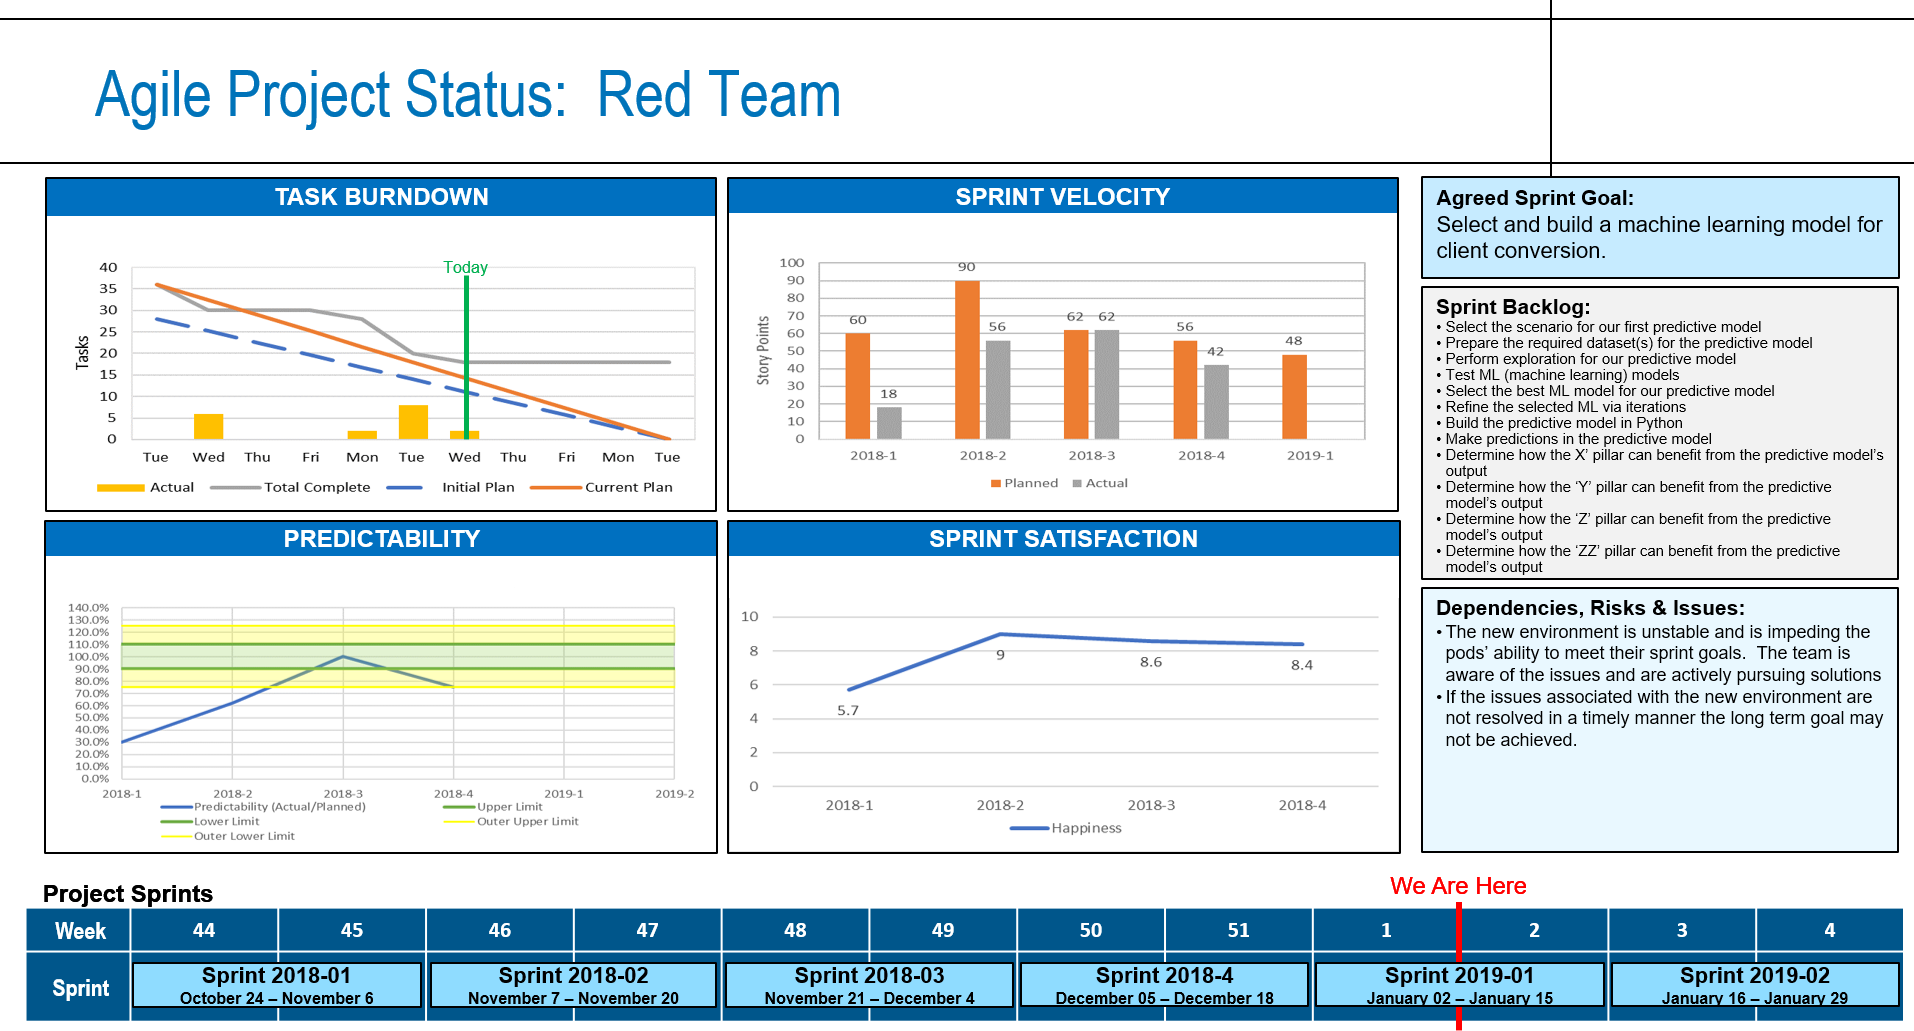 Agile Project Status:  Red Team
TASK BURNDOWN
Today
40
35
30
25
20
15
10
5
0
Tasks
Tue Wed Thu Fri Mon Tue Wed Thu Fri Mon Tue
Actual Total Complete Initial Plan Current Plan
SPRINT VELOCITY
100
90
80
70
60
50
40
30
20
10
0
Story Points
60 18 90 56 62 62 56 42 48
2018-1 2018-2 2018-3 2018-4 2019-1
Planned Actual
PREDICTABILITY
140.0%
130.0%
120.0%
110.0%
100.0%
90.0%
80.0%
70.0%
60.0%
50.0%
40.0%
30.0%
20.0%
10.0%
0.0%
2018-1 2018-2 2018-3 2018-4 2019-1 2019-2
Predictability (Actual/Planned) Upper Limit
Lower Limit Outer Upper Limit
Outer Lower Limit
SPRINT SATISFACTION
10
8
6
4
2
0
5.7 9 8.6 8.4
2018-1 2018-2 2018-3 2018-4
Happiness
Agreed Sprint Goal:
Select and build a machine learning model for
client conversion.
Sprint Backlog:
• Select the scenario for our first predictive model
• Prepare the required dataset(s) for the predictive model
• Perform exploration for our predictive model
• Test ML (machine learning) models
• Select the best ML model for our predictive model
• Refine the selected ML via iterations
• Build the predictive model in Python
• Make predictions in the predictive model
• Determine how the X’ pillar can benefit from the predictive model’s
output
• Determine how the ‘Y’ pillar can benefit from the predictive
model’s output
• Determine how the ‘Z’ pillar can benefit from the predictive
model’s output
• Determine how the ‘ZZ’ pillar can benefit from the predictive
model’s output
Dependencies, Risks & Issues:
• The new environment is unstable and is impeding the
pods’ ability to meet their sprint goals.  The team is
aware of the issues and are actively pursuing solutions
• If the issues associated with the new environment are
not resolved in a timely manner the long term goal may
not be achieved.
Project Sprints
We Are Here
Week 44 45 46 47 48 49 50 51 1 2 3 4
Sprint
Sprint 2018-01
October 24 – November 6
Sprint 2018-02
November 7 – November 20
Sprint 2018-03
November 21 – December 4
Sprint 2018-4
December 05 – December 18
Sprint 2019-01
January 02 – January 15
Sprint 2019-02
January 16 – January 29